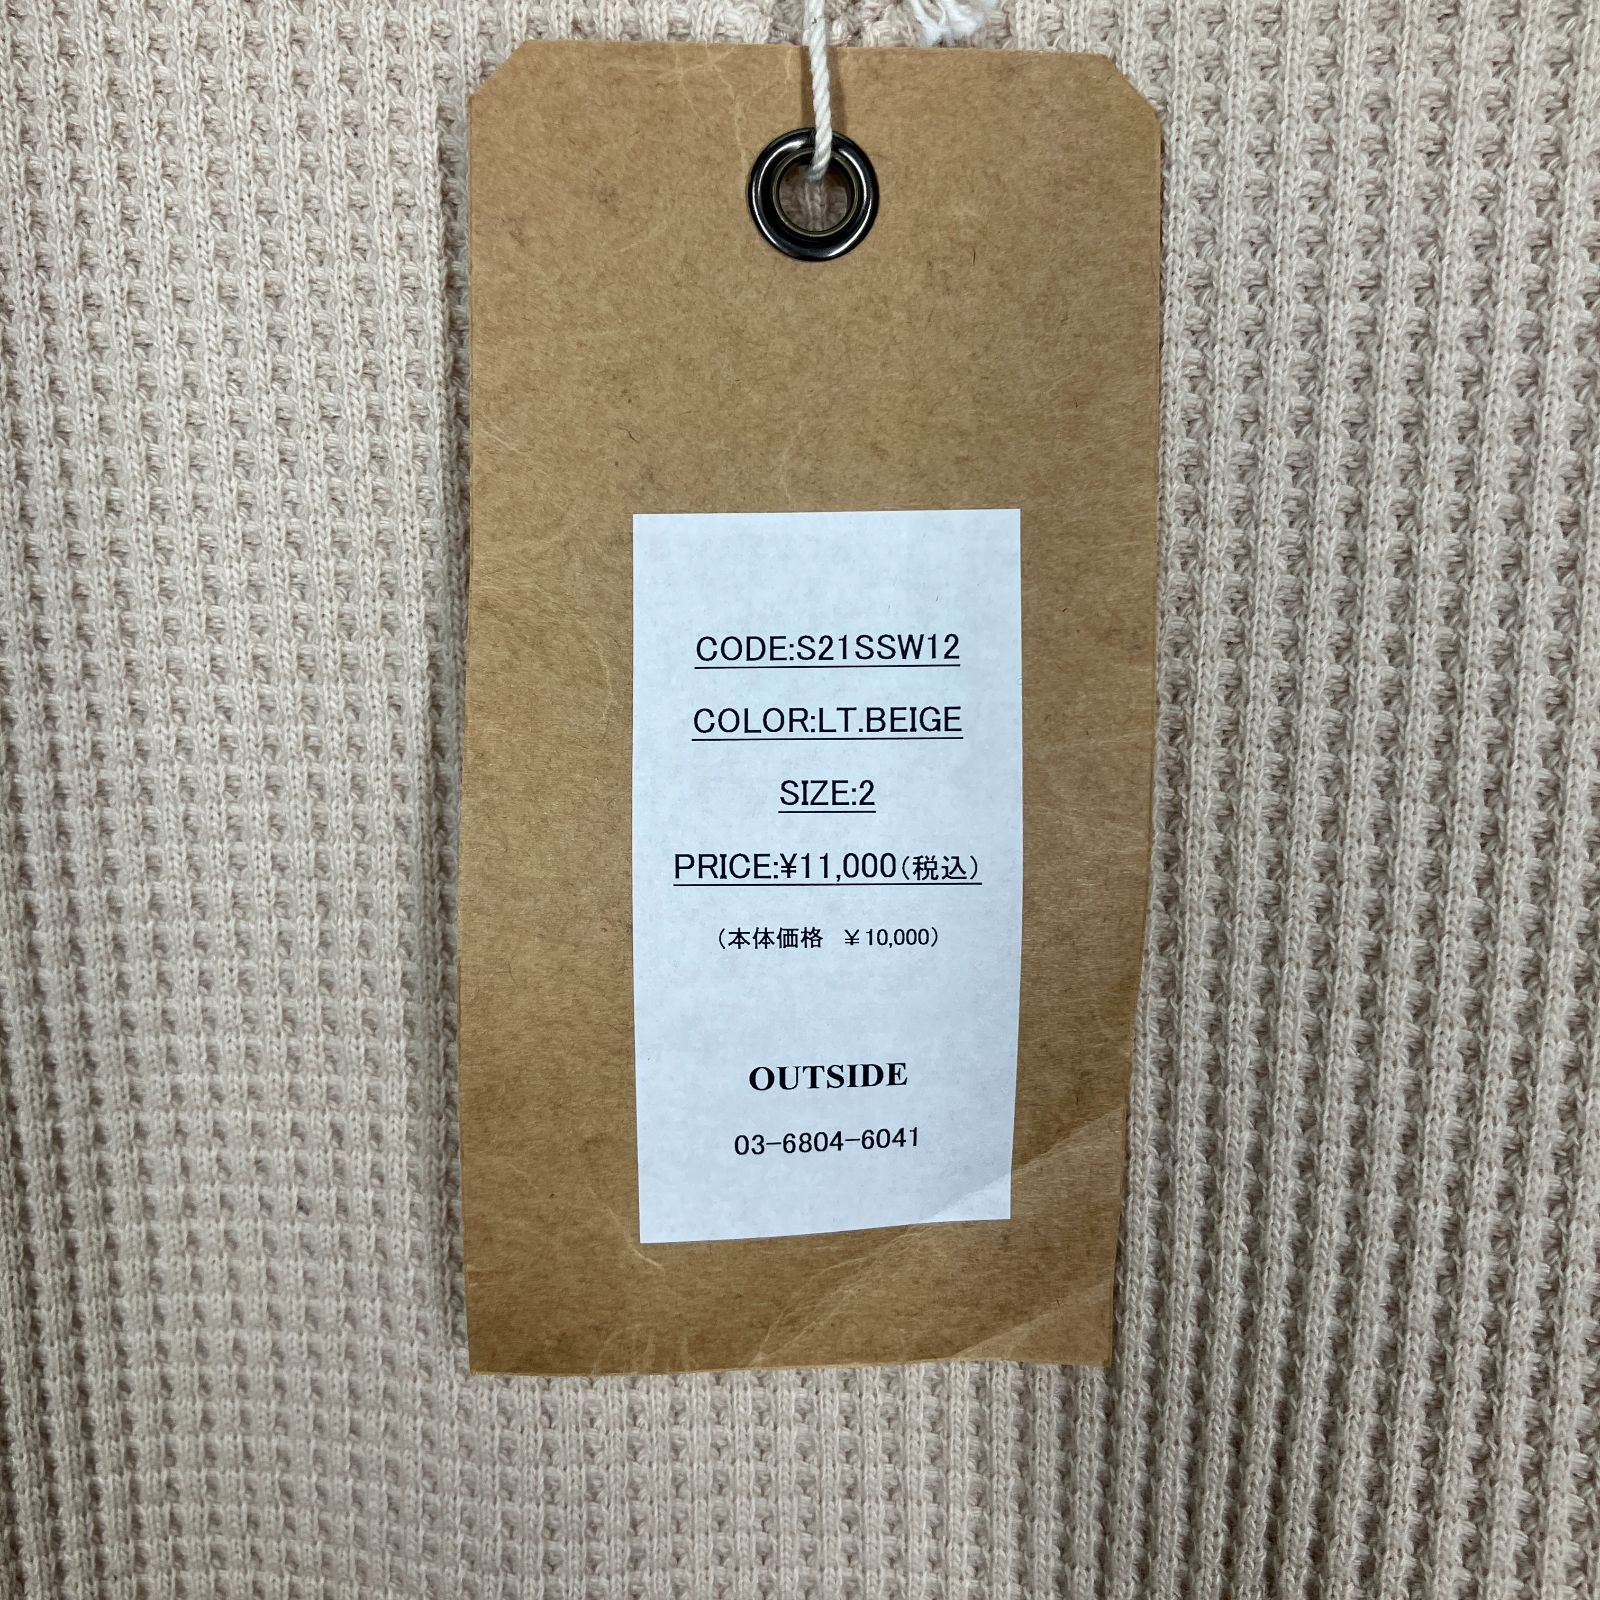 CODE:S21SSW12
COLOR:LT.BEIGE
SIZE:2
PRICE:¥11,000(税込)
(本体価格　¥10,000)
OUTSIDE
03-6804-6041